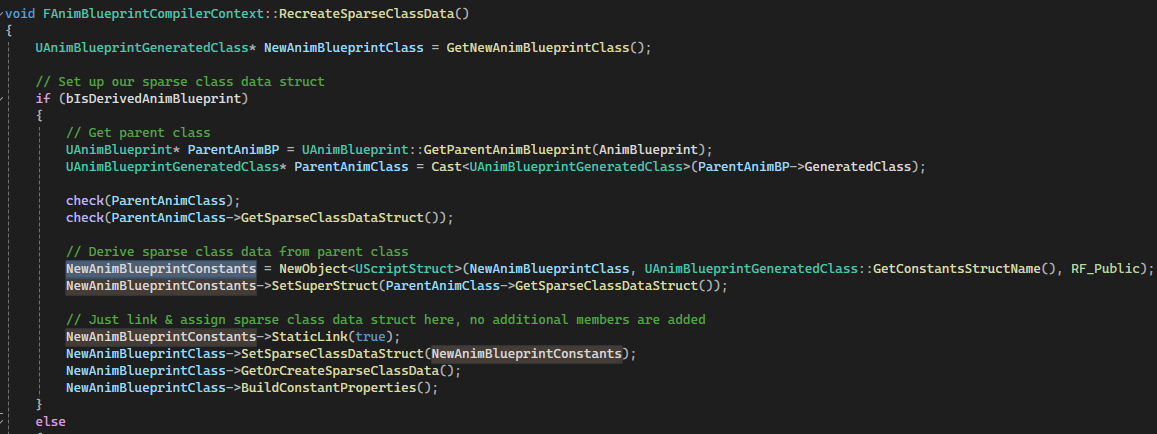 void FAnimBlueprintCompilerContext::RecreateSparseClassData()
{
UAnimBlueprintGeneratedClass* NewAnimBlueprintClass = GetNewAnimBlueprintClass();
// Set up our sparse class data struct
if (bIsDerivedAnimBlueprint)
{
// Get parent class
UAnimBlueprint* ParentAnimBP = UAnimBlueprint::GetParentAnimBlueprint(AnimBlueprint);
UAnimBlueprintGeneratedClass* ParentAnimClass = Cast<UAnimBlueprintGeneratedClass>(ParentAnimBP->GeneratedClass);
check(ParentAnimClass);
check(ParentAnimClass->GetSparseClassDataStruct());
// Derive sparse class data from parent class
NewAnimBlueprintConstants = NewObject<UScriptStruct>(NewAnimBlueprintClass, UAnimBlueprintGeneratedClass::GetConstantsStructName(), RF_Public);
NewAnimBlueprintConstants->SetSuperStruct(ParentAnimClass->GetSparseClassDataStruct());
// Just link & assign sparse class data struct here, no additional members are added
NewAnimBlueprintConstants->StaticLink(true);
NewAnimBlueprintClass->SetSparseClassDataStruct(NewAnimBlueprintConstants);
NewAnimBlueprintClass->GetOrCreateSparseClassData();
NewAnimBlueprintClass->BuildConstantProperties();
}
else